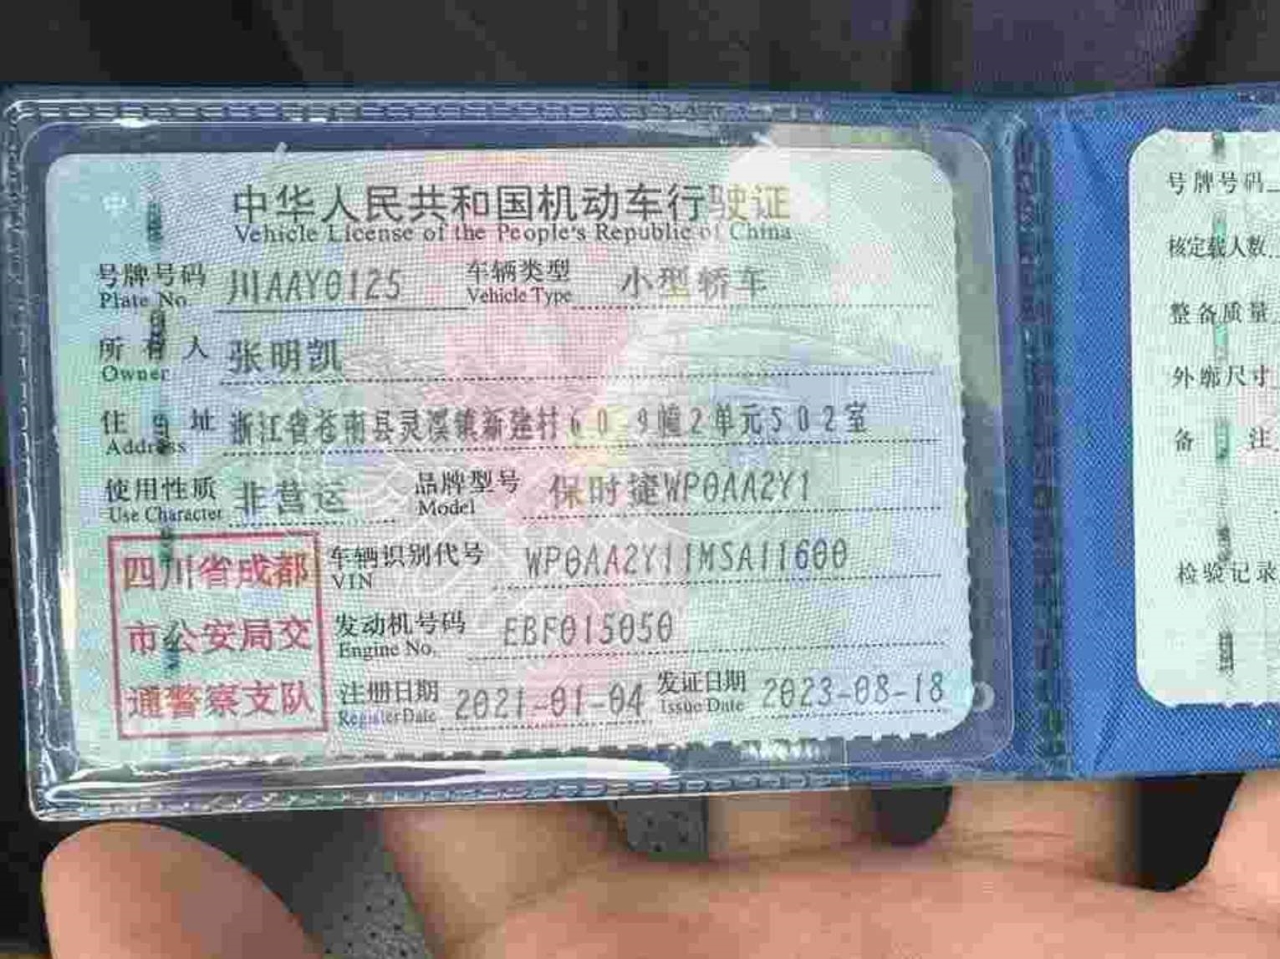 中华人民共和国机动车行驶证
Vehicle License of the People's Republic of China
号牌号码 川AAY0125 车辆类型 小型轿车
Plate No. Vehicle Type
所有人 张明凯
Owner
住址 浙江省苍南县灵溪镇新建村60 9幢2单元502室
Address
使用性质 非营运 品牌型号 保时捷WP0AA2Y1
Use Character Model
四川省成都
市公安局交
通警察支队
车辆识别代号 WP0AA2Y11MSA11600
VIN
发动机号码 EBF015050
Engine No.
注册日期 2021-01-04 发证日期 2023-08-18
Register Date Issue Date
号牌号码
核定载人数
整备质量
外廓尺寸
备注
检验记录